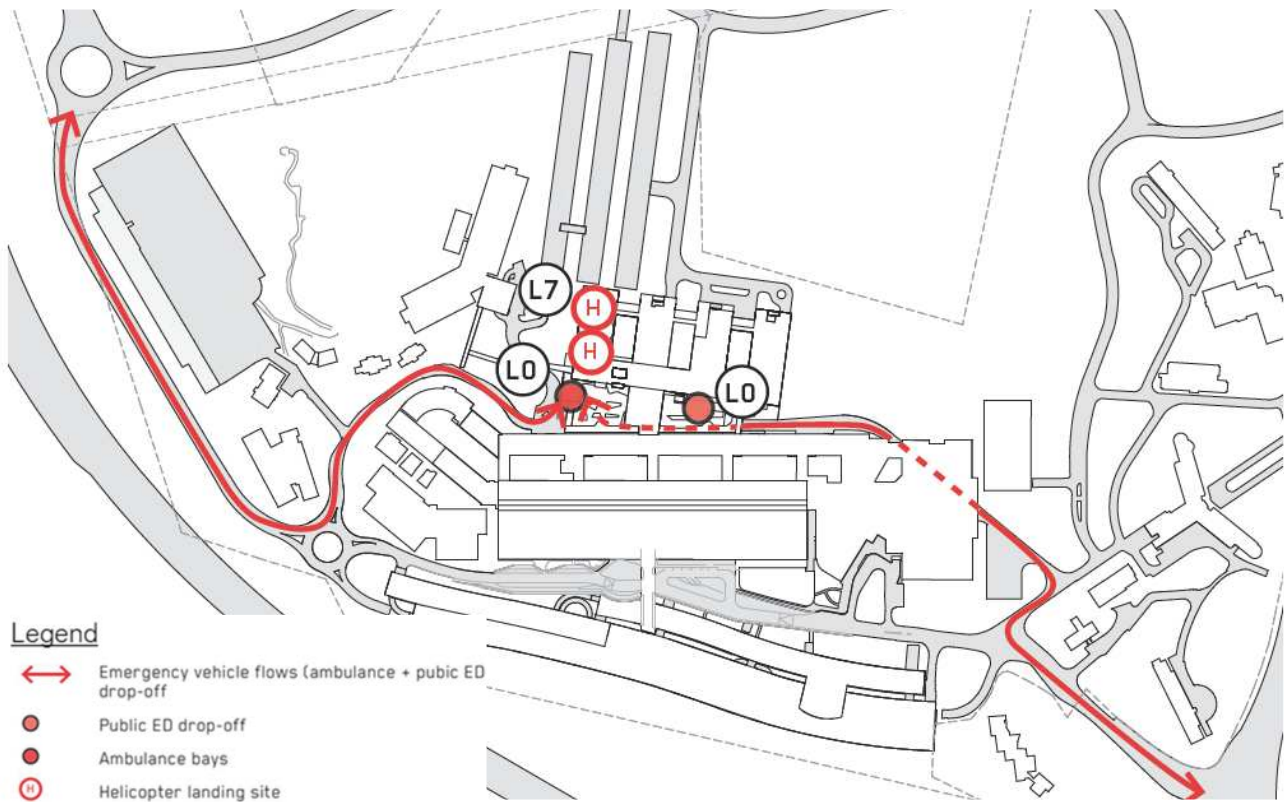 L7
H
H
L0
L0
Legend
Emergency vehicle flows (ambulance + pubic ED
drop-off
Public ED drop-off
Ambulance bays
H
Helicopter landing site